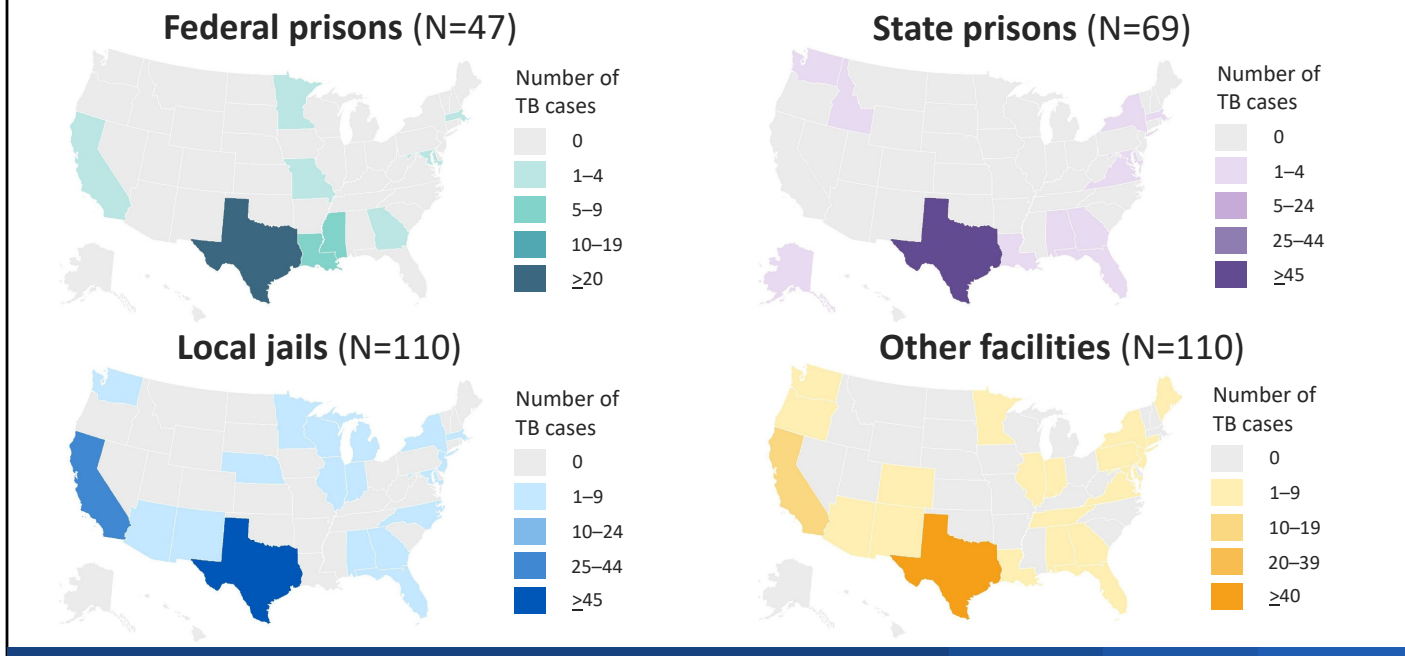 Federal prisons (N=47)
Number of
TB cases
0
1–4
5–9
10–19
≥20
State prisons (N=69)
Number of
TB cases
0
1–4
5–24
25–44
≥45
Local jails (N=110)
Number of
TB cases
0
1–9
10–24
25–44
≥45
Other facilities (N=110)
Number of
TB cases
0
1–9
10–19
20–39
≥40